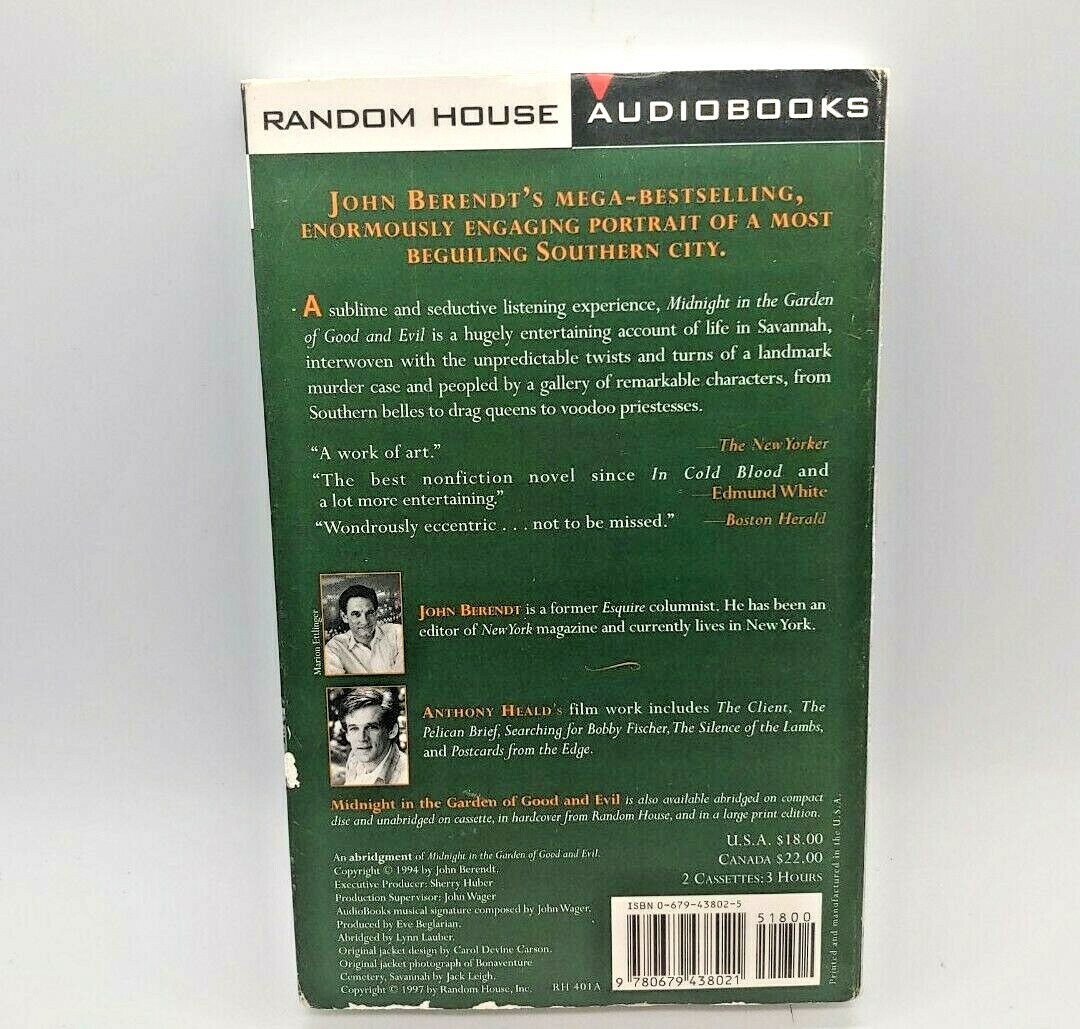 RANDOM HOUSE AUDIOBOOKS
JOHN BERENDT'S MEGA-BESTSELLING,
ENORMOUSLY ENGAGING PORTRAIT OF A MOST
BEGUILING SOUTHERN CITY.
A sublime and seductive listening experience, Midnight in the Garden
of Good and Evil is a hugely entertaining account of life in Savannah,
interwoven with the unpredictable twists and turns of a landmark
murder case and peopled by a gallery of remarkable characters, from
Southern belles to drag queens to voodoo priestesses.
“A work of art.” —The New Yorker
“The best nonfiction novel since In Cold Blood and
a lot more entertaining.” —Edmund White
“Wondrously eccentric . . . not to be missed.” —Boston Herald
Marion Ettlinger
JOHN BERENDT is a former Esquire columnist. He has been an
editor of New York magazine and currently lives in New York.
ANTHONY HEALD's film work includes The Client, The
Pelican Brief, Searching for Bobby Fischer, The Silence of the Lambs,
and Postcards from the Edge.
Midnight in the Garden of Good and Evil is also available abridged on compact
disc and unabridged on cassette, in hardcover from Random House, and in a large print edition.
U.S.A. $18.00
CANADA $22.00
2 CASSETTES: 3 HOURS
An abridgment of Midnight in the Garden of Good and Evil.
Copyright © 1994 by John Berendt.
Executive Producer: Sherry Huber
Production Supervisor: John Wager
AudioBooks musical signature composed by John Wager.
Produced by Eve Beglarian.
Abridged by Lynn Lauber.
Original jacket design by Carol Devine Carson.
Original jacket photograph of Bonaventure
Cemetery, Savannah by Jack Leigh.
Copyright © 1997 by Random House, Inc. RH 401A
ISBN 0-679-43802-5
51800
9 780679 438021
Printed and manufactured in the U.S.A.